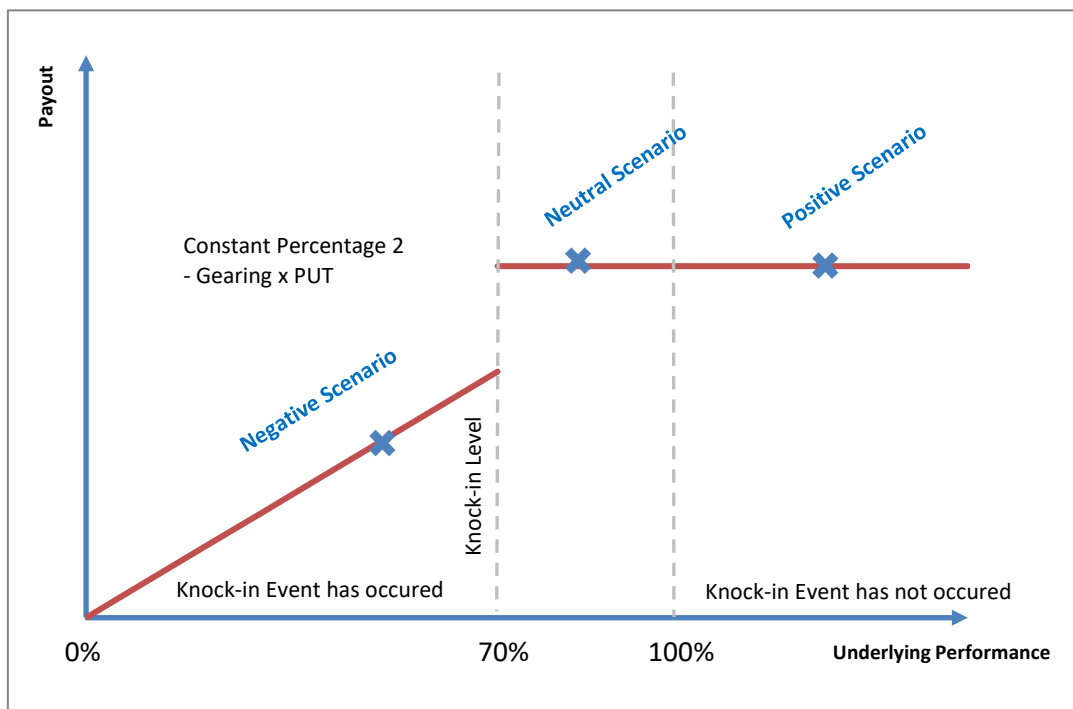 Payout
Neutral Scenario
Positive Scenario
Constant Percentage 2
- Gearing x PUT
Negative Scenario
Knock-in Level
Knock-in Event has occured
Knock-in Event has not occured
0%
70%
100%
Underlying Performance